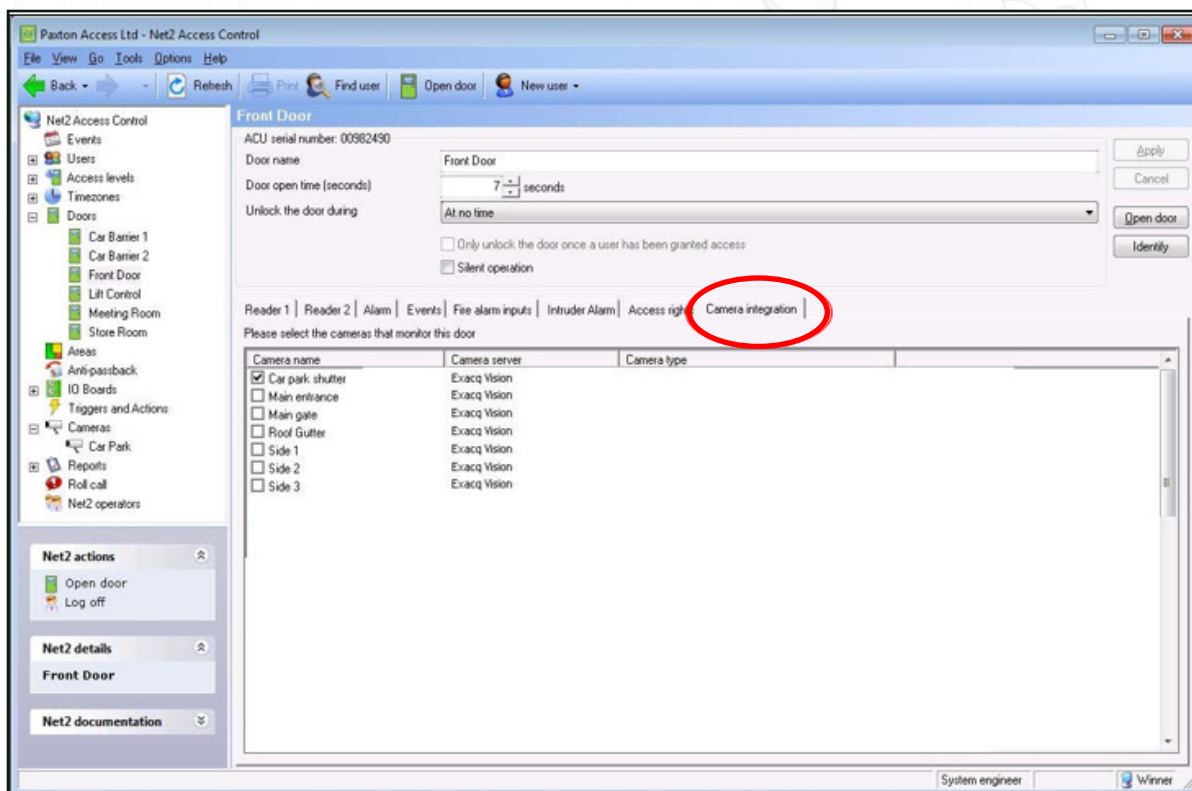 Paxton Access Ltd - Net2 Access Control
File View Go Tools Options Help
Back Refresh Print Find user Open door New user
Net2 Access Control
Events
Users
Access levels
Timezones
Doors
Car Barrier 1
Car Barrier 2
Front Door
Lift Control
Meeting Room
Store Room
Areas
Anti-passback
IO Boards
Triggers and Actions
Cameras
Car Park
Reports
Roll call
Net2 operators
Net2 actions
Open door
Log off
Net2 details
Front Door
Net2 documentation
Front Door
ACU serial number: 00982490
Door name Front Door
Door open time (seconds) 7 seconds
Unlock the door during At no time
Only unlock the door once a user has been granted access
Silent operation
Apply
Cancel
Open door
Identify
Reader 1 Reader 2 Alarm Events Fire alarm inputs Intruder Alarm Access rights Camera integration
Please select the cameras that monitor this door
Camera name Camera server Camera type
Car park shutter Exacq Vision
Main entrance Exacq Vision
Main gate Exacq Vision
Roof Gutter Exacq Vision
Side 1 Exacq Vision
Side 2 Exacq Vision
Side 3 Exacq Vision
System engineer Winner